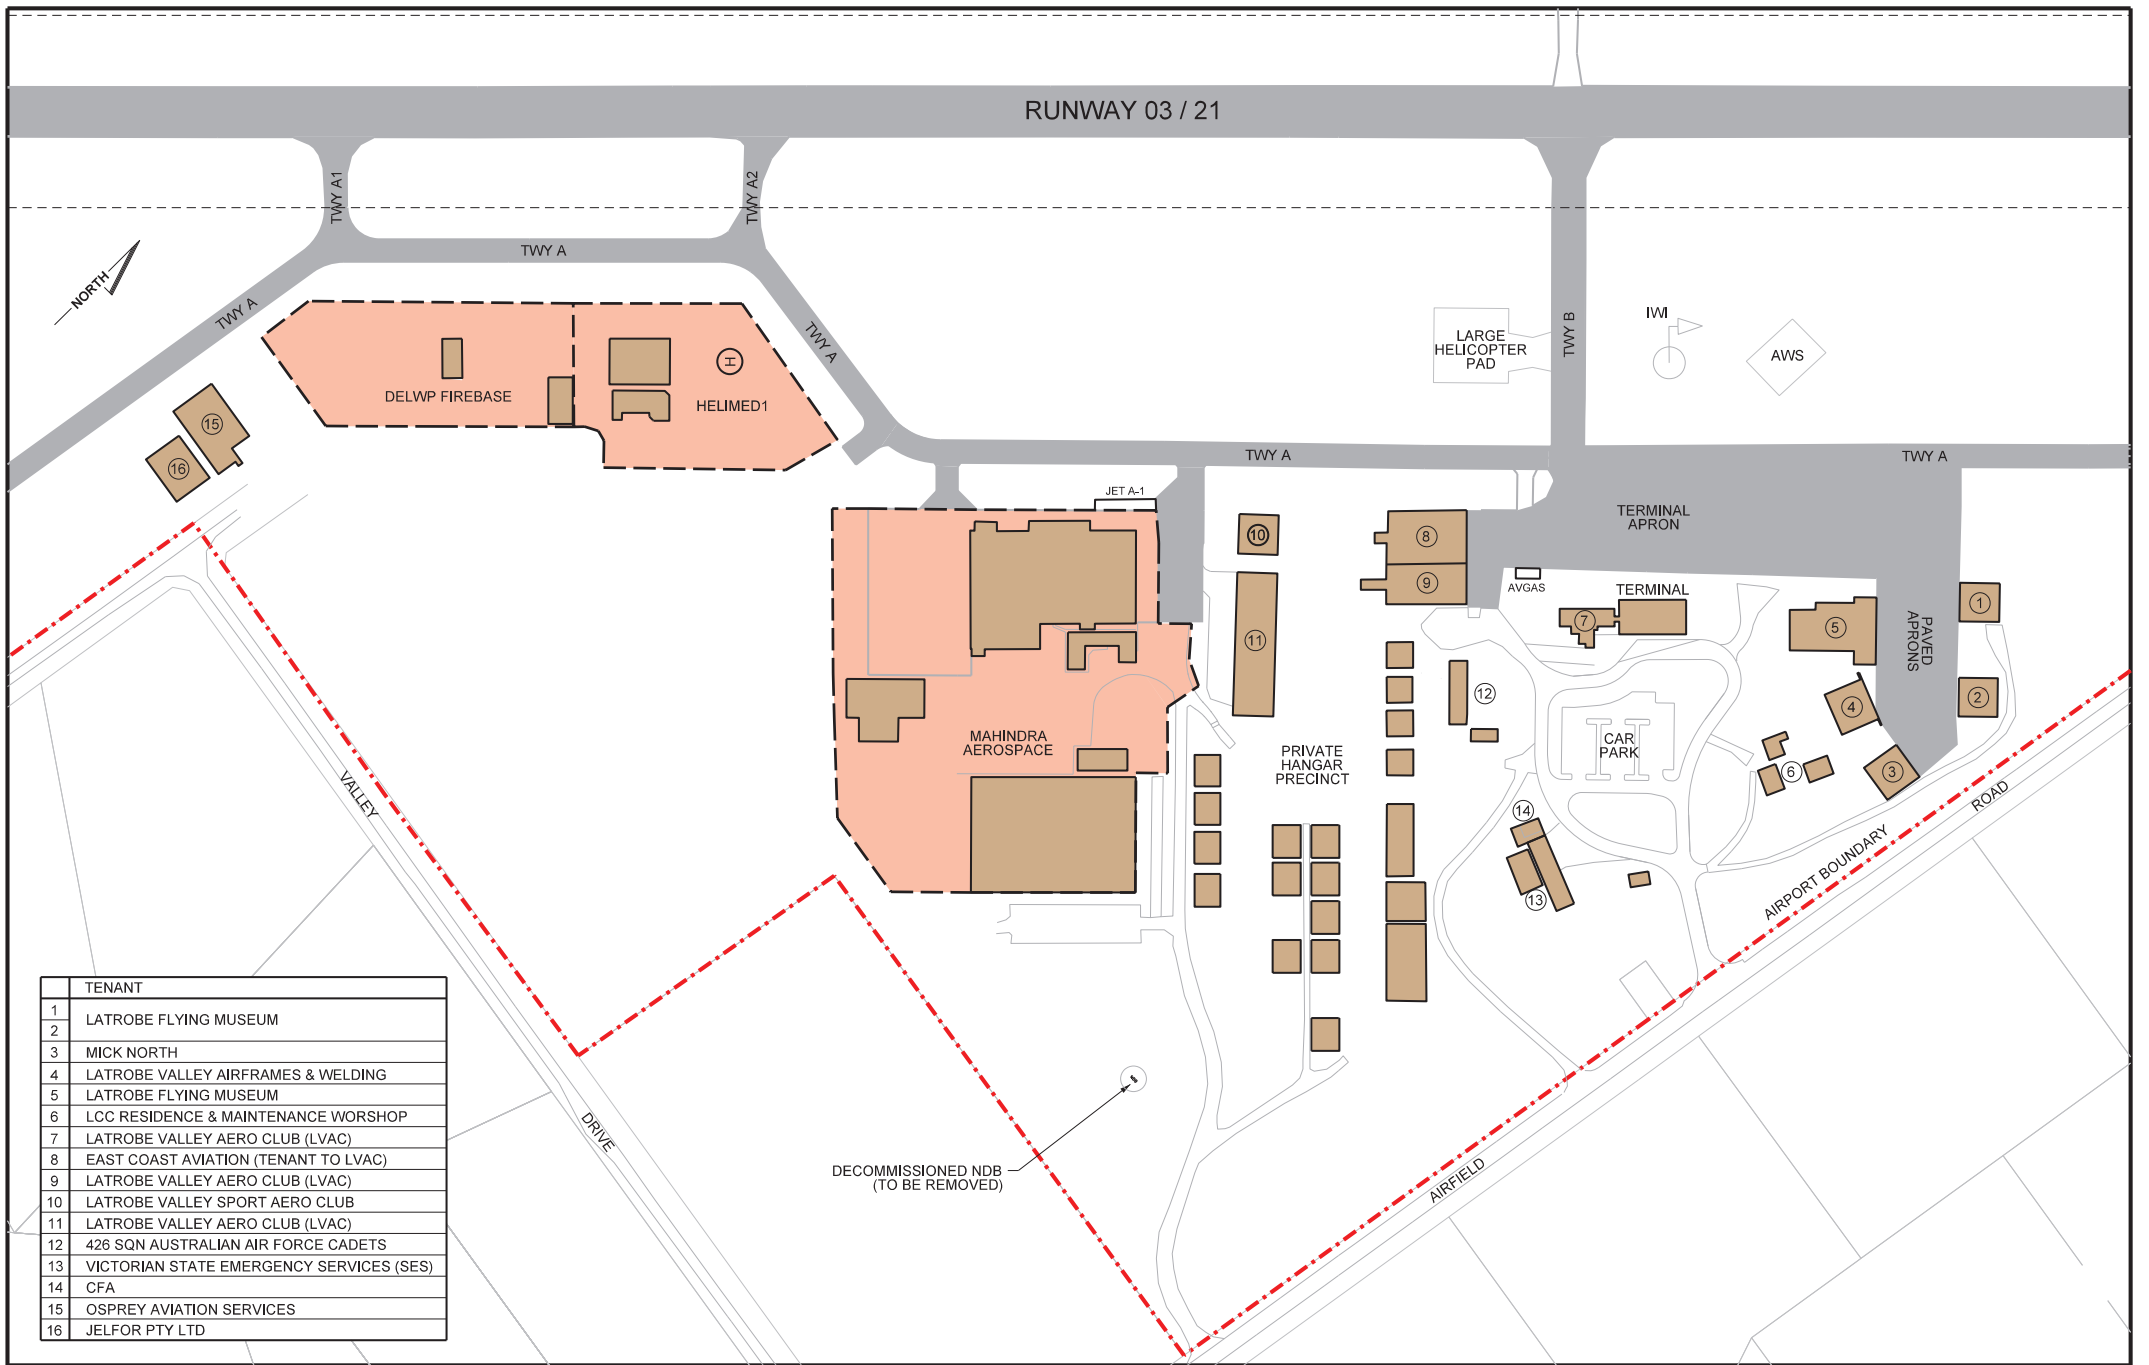 RUNWAY 03 / 21
TWY A1
TWY A2
TWY A
NORTH
TWY A
TWY A
TWY B
LARGE
HELICOPTER
PAD
IWI
AWS
DELWP FIREBASE
H
HELIMED1
15
16
TWY A
TWY A
JET A-1
10
8
9
11
TERMINAL
APRON
AVGAS
TERMINAL
7
5
PAVED
APRONS
1
2
4
3
6
12
CAR
PARK
MAHINDRA
AEROSPACE
PRIVATE
HANGAR
PRECINCT
14
13
VALLEY
DRIVE
AIRPORT BOUNDARY
ROAD
AIRFIELD
DECOMMISSIONED NDB
(TO BE REMOVED)
TENANT
1
2 LATROBE FLYING MUSEUM
3 MICK NORTH
4 LATROBE VALLEY AIRFRAMES & WELDING
5 LATROBE FLYING MUSEUM
6 LCC RESIDENCE & MAINTENANCE WORSHOP
7 LATROBE VALLEY AERO CLUB (LVAC)
8 EAST COAST AVIATION (TENANT TO LVAC)
9 LATROBE VALLEY AERO CLUB (LVAC)
10 LATROBE VALLEY SPORT AERO CLUB
11 LATROBE VALLEY AERO CLUB (LVAC)
12 426 SQN AUSTRALIAN AIR FORCE CADETS
13 VICTORIAN STATE EMERGENCY SERVICES (SES)
14 CFA
15 OSPREY AVIATION SERVICES
16 JELFOR PTY LTD